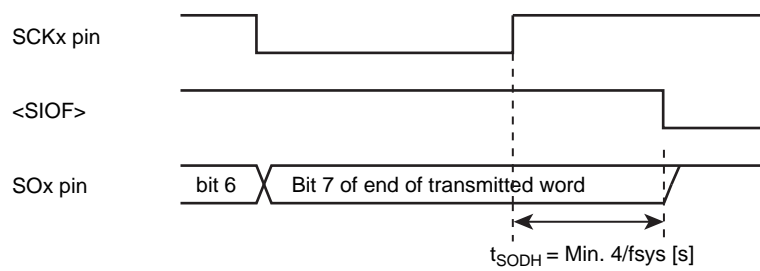 SCKx pin
<SIOF>
SOx pin
bit 6
Bit 7 of end of transmitted word
tSODH = Min. 4/fsys [s]